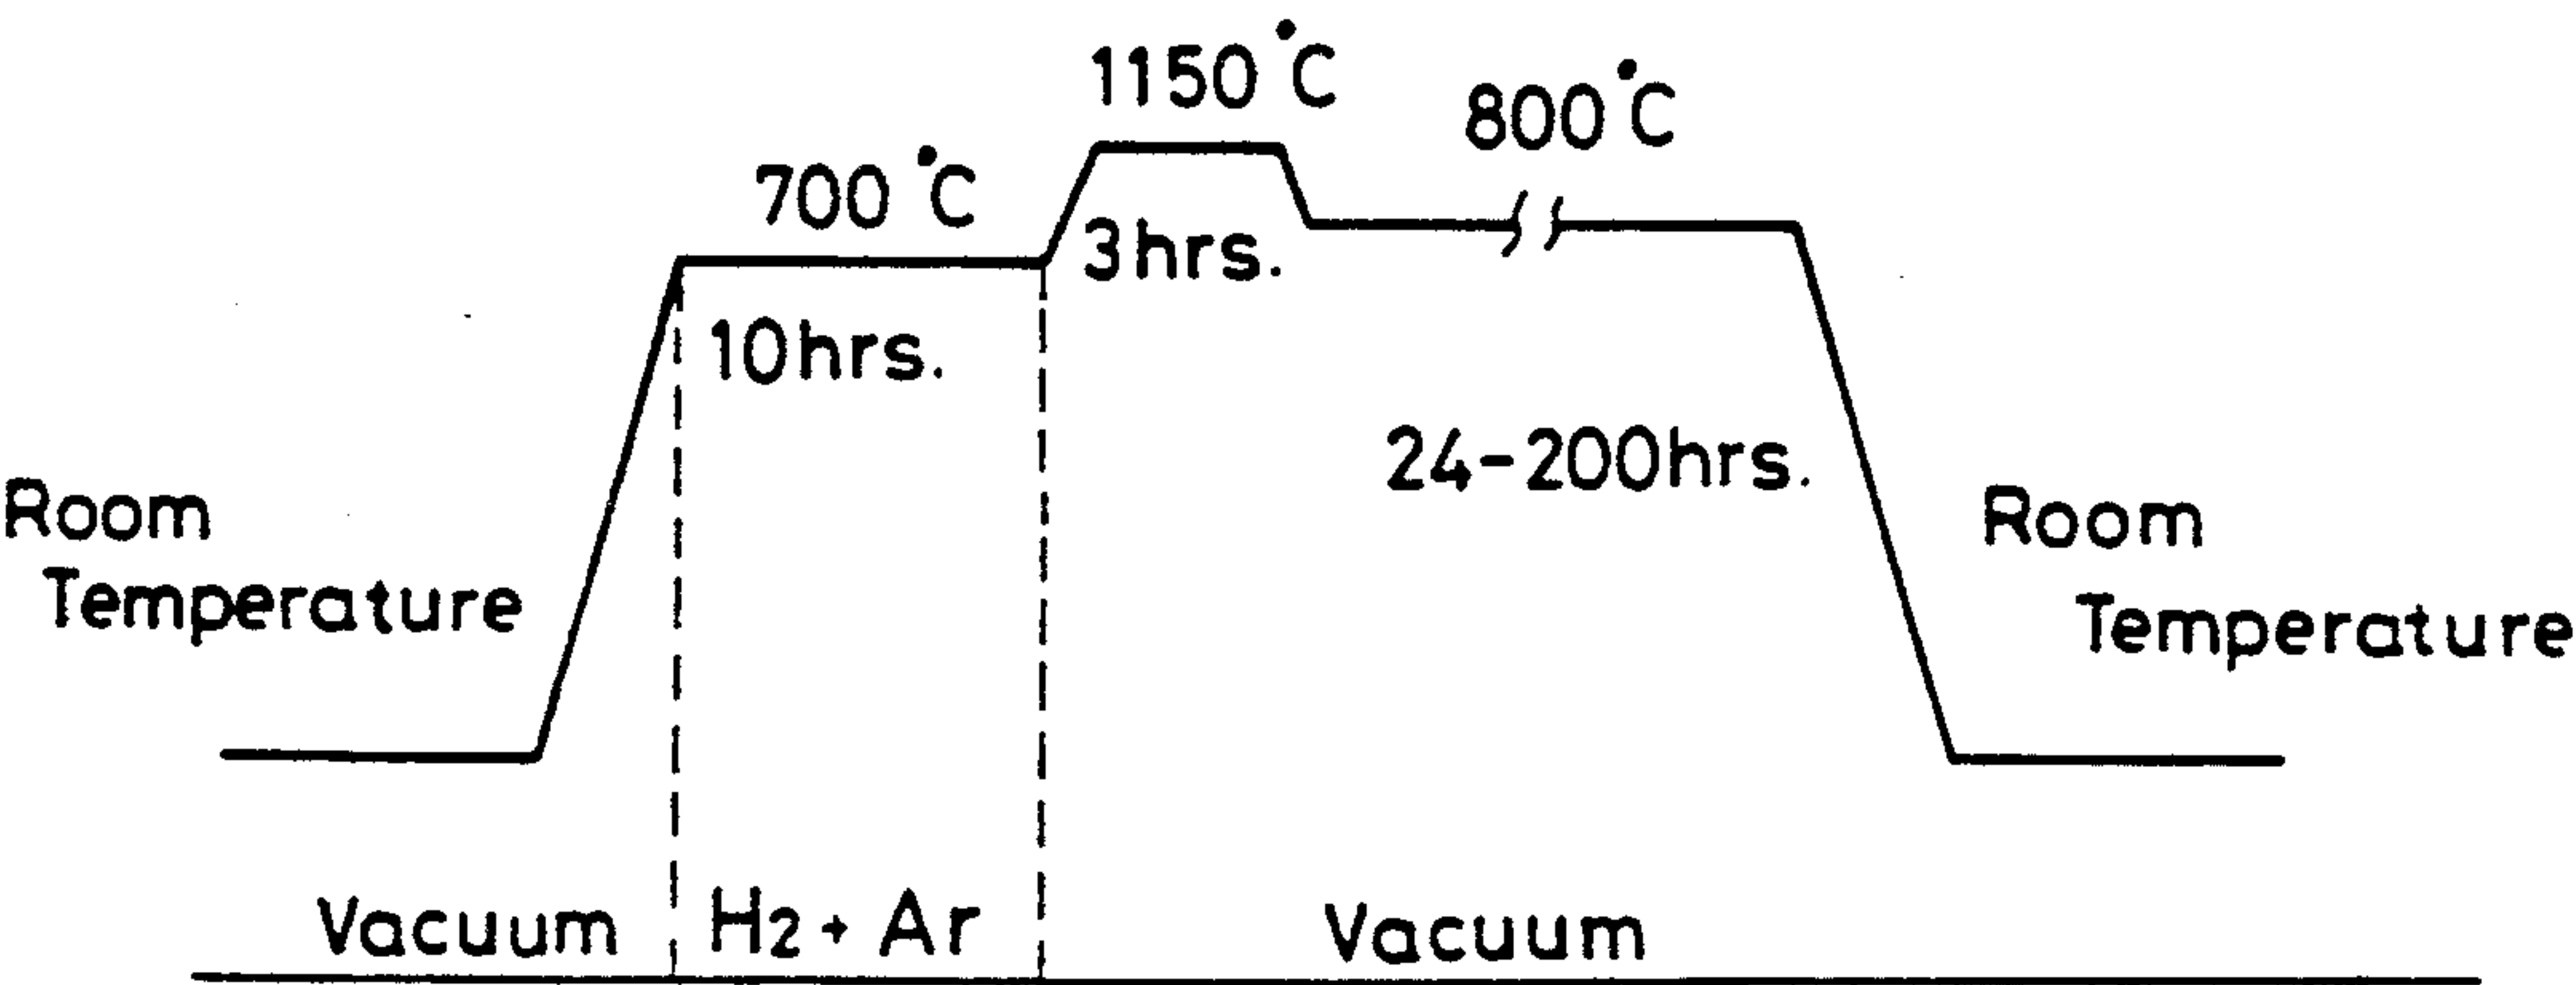 1150°C
800°C
700°C
3hrs.
10hrs.
24-200hrs.
Room
Temperature
Room
Temperature
Vacuum
H2 + Ar
Vacuum